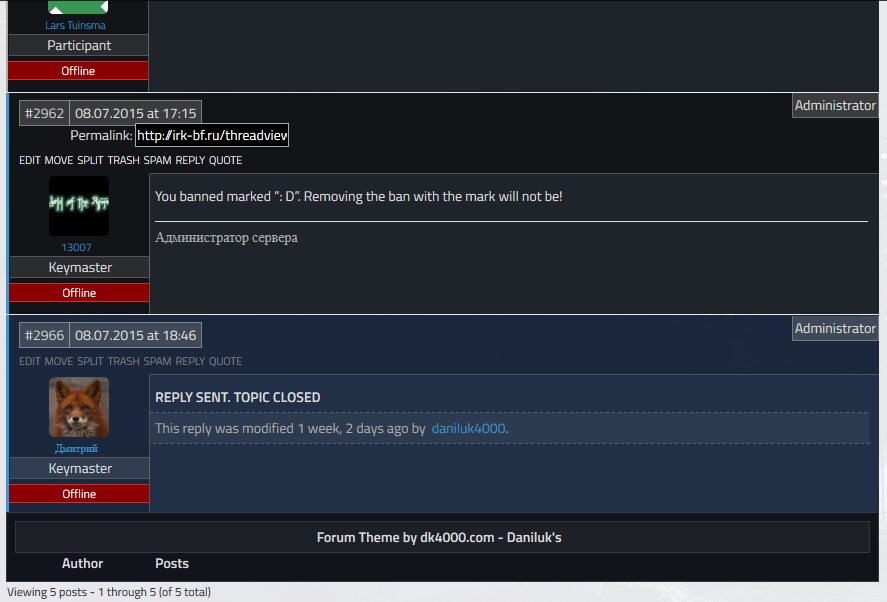 Lars Tuinsma
Participant
Offline
#2962 08.07.2015 at 17:15
Administrator
Permalink: http://irk-bf.ru/threadview
EDIT MOVE SPLIT TRASH SPAM REPLY QUOTE
You banned marked “: D”. Removing the ban with the mark will not be!
Администратор сервера
13007
Keymaster
Offline
#2966 08.07.2015 at 18:46
Administrator
EDIT MOVE SPLIT TRASH SPAM REPLY QUOTE
REPLY SENT. TOPIC CLOSED
This reply was modified 1 week, 2 days ago by daniluk4000.
Дмитрий
Keymaster
Offline
Forum Theme by dk4000.com - Daniluk's
Author Posts
Viewing 5 posts - 1 through 5 (of 5 total)